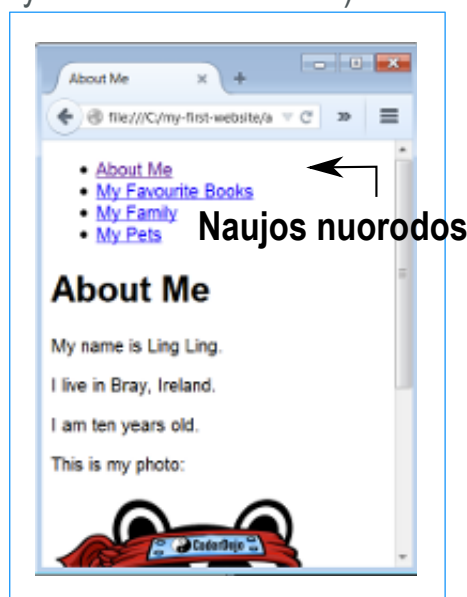 About Me
file:///C:/my-first-website/a
About Me
My Favourite Books
My Family
My Pets
Naujos nuorodos
About Me
My name is Ling Ling.
I live in Bray, Ireland.
I am ten years old.
This is my photo:
CoderDojo